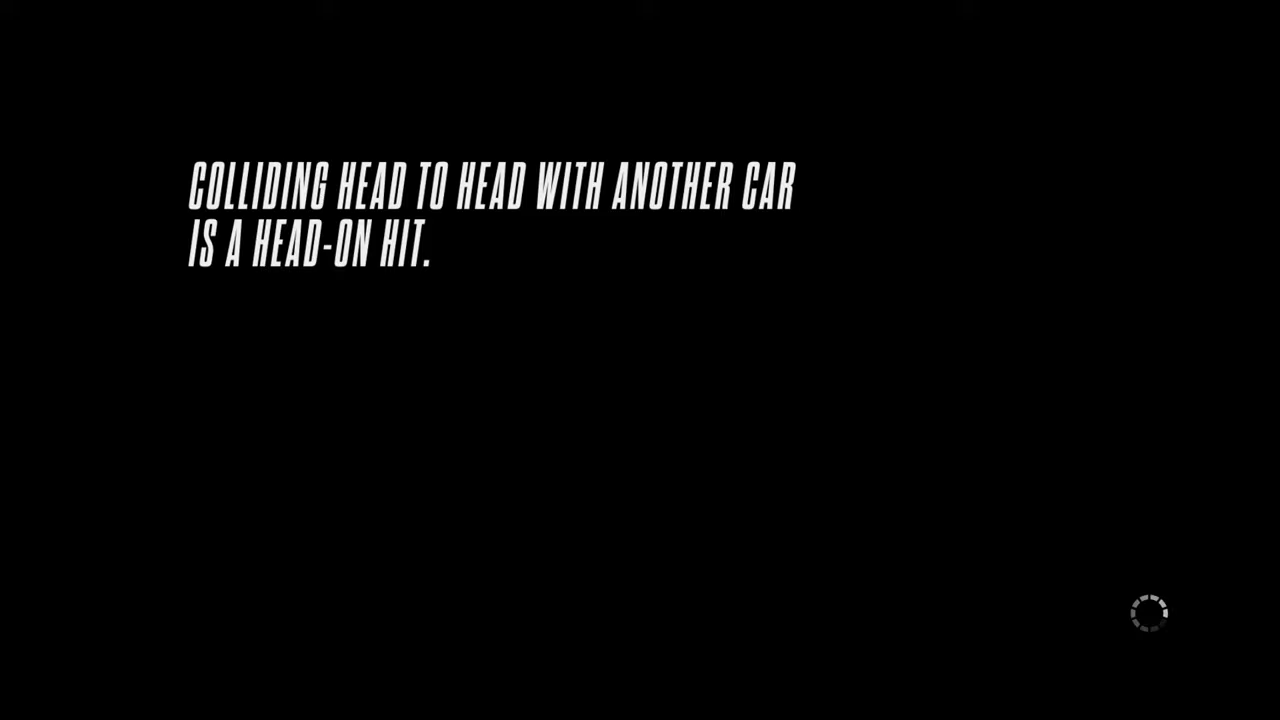 COLLIDING HEAD TO HEAD WITH ANOTHER CAR
IS A HEAD-ON HIT.